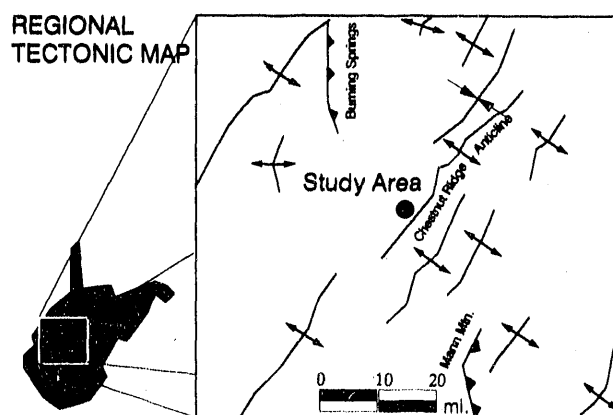 REGIONAL
TECTONIC MAP
Burning Springs
Chestnut Ridge Anticline
Study Area
Mann Mtn.
0 10 20
mi.